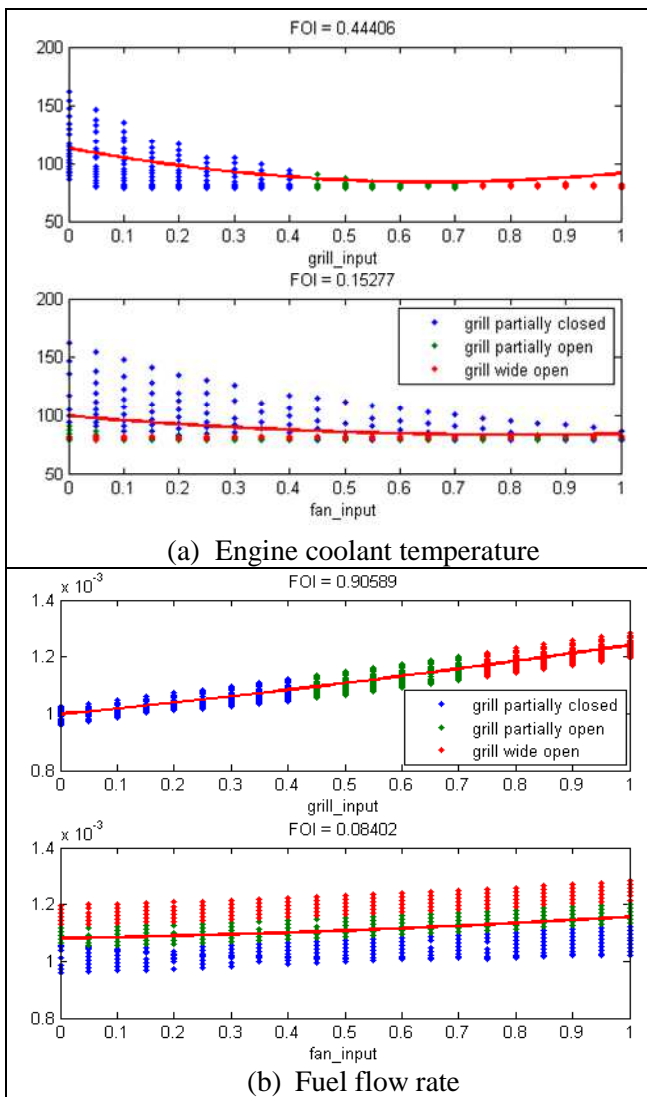 FOI = 0.44406
200
150
100
50
0 0.1 0.2 0.3 0.4 0.5 0.6 0.7 0.8 0.9 1
grill_input
FOI = 0.15277
200
150
100
50
grill partially closed
grill partially open
grill wide open
0 0.1 0.2 0.3 0.4 0.5 0.6 0.7 0.8 0.9 1
fan_input
(a) Engine coolant temperature
x 10⁻³
FOI = 0.90589
1.4
1.2
1
0.8
grill partially closed
grill partially open
grill wide open
0 0.1 0.2 0.3 0.4 0.5 0.6 0.7 0.8 0.9 1
grill_input
x 10⁻³
FOI = 0.08402
1.4
1.2
1
0.8
0 0.1 0.2 0.3 0.4 0.5 0.6 0.7 0.8 0.9 1
fan_input
(b) Fuel flow rate